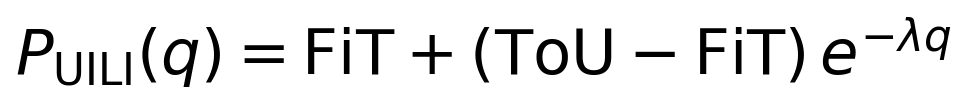 P_UILI(q) = FiT + (ToU − FiT) e^{−λq}